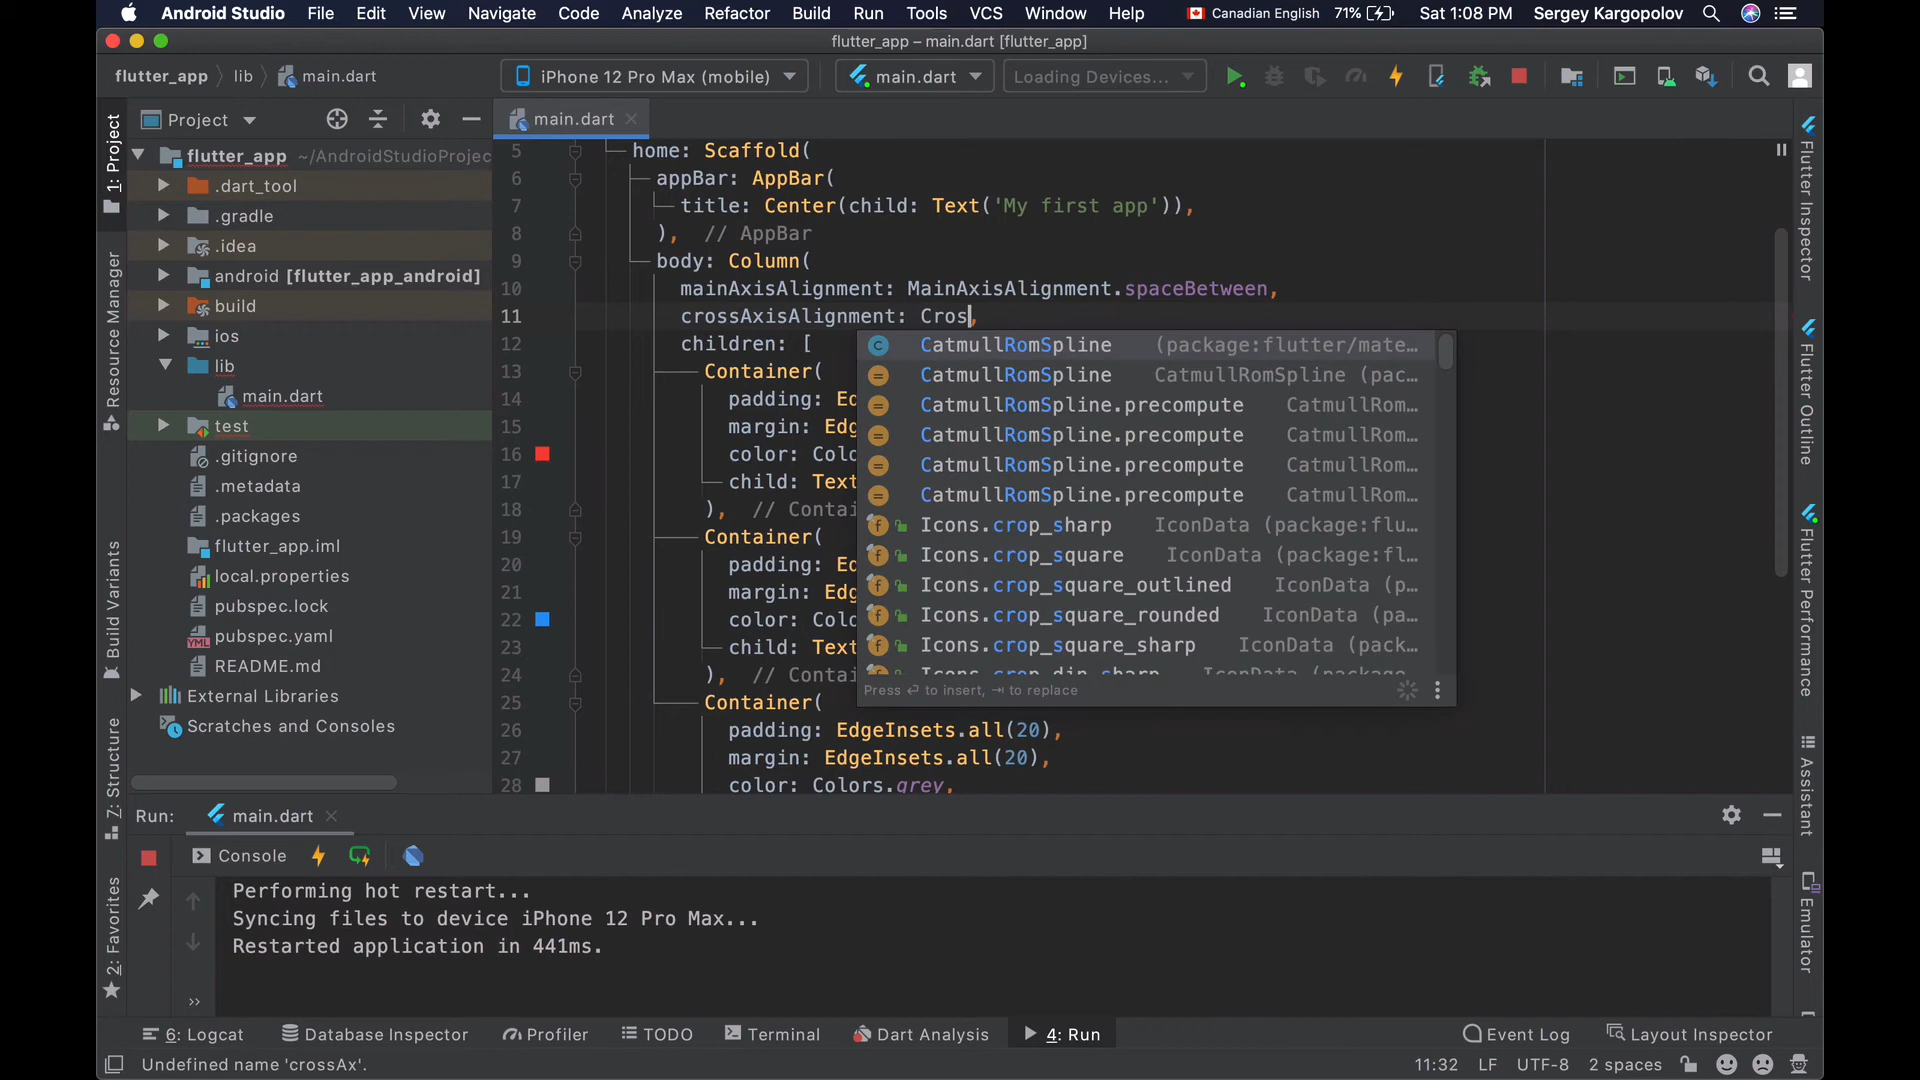 Android Studio File Edit View Navigate Code Analyze Refactor Build Run Tools VCS Window Help Canadian English 71% Sat 1:08 PM Sergey Kargopolov
flutter_app – main.dart [flutter_app]
flutter_app lib main.dart iPhone 12 Pro Max (mobile) main.dart Loading Devices...
Project main.dart
flutter_app ~/AndroidStudioProjec
.dart_tool
.gradle
.idea
android [flutter_app_android]
build
ios
lib
main.dart
test
.gitignore
.metadata
.packages
flutter_app.iml
local.properties
pubspec.lock
pubspec.yaml
README.md
External Libraries
Scratches and Consoles
1: Project
Resource Manager
Build Variants
7: Structure
2: Favorites
5 home: Scaffold(
6 appBar: AppBar(
7 title: Center(child: Text('My first app')),
8 ), // AppBar
9 body: Column(
10 mainAxisAlignment: MainAxisAlignment.spaceBetween,
11 crossAxisAlignment: Cros,
12 children: [
13 Container(
14 padding: Ed
15 margin: Edg
16 color: Colo
17 child: Text
18 ), // Contai
19 Container(
20 padding: Ed
21 margin: Edg
22 color: Colo
23 child: Text
24 ), // Contai
25 Container(
26 padding: EdgeInsets.all(20),
27 margin: EdgeInsets.all(20),
28 color: Colors.grey,
CatmullRomSpline (package:flutter/mate…
CatmullRomSpline CatmullRomSpline (pac…
CatmullRomSpline.precompute CatmullRom…
CatmullRomSpline.precompute CatmullRom…
CatmullRomSpline.precompute CatmullRom…
CatmullRomSpline.precompute CatmullRom…
Icons.crop_sharp IconData (package:flu…
Icons.crop_square IconData (package:fl…
Icons.crop_square_outlined IconData (p…
Icons.crop_square_rounded IconData (pa…
Icons.crop_square_sharp IconData (pack…
Icons.crop_din_sharp IconData (packag…
Press ⏎ to insert, ⇥ to replace
Flutter Inspector
Flutter Outline
Flutter Performance
Assistant
Emulator
Run: main.dart
Console
Performing hot restart...
Syncing files to device iPhone 12 Pro Max...
Restarted application in 441ms.
>>
6: Logcat Database Inspector Profiler TODO Terminal Dart Analysis 4: Run Event Log Layout Inspector
Undefined name 'crossAx'. 11:32 LF UTF-8 2 spaces